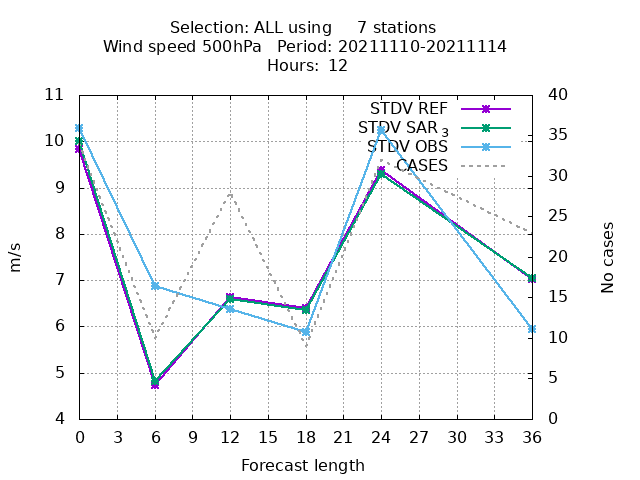 Selection: ALL using     7 stations
Wind speed 500hPa   Period: 20211110-20211114
Hours:  12
11 40
STDV REF
STDV SAR 3
STDV OBS
CASES
10 35
9 30
8 25
7 20
6 15
5 10
4 5
0
m/s
No cases
0 3 6 9 12 15 18 21 24 27 30 33 36
Forecast length